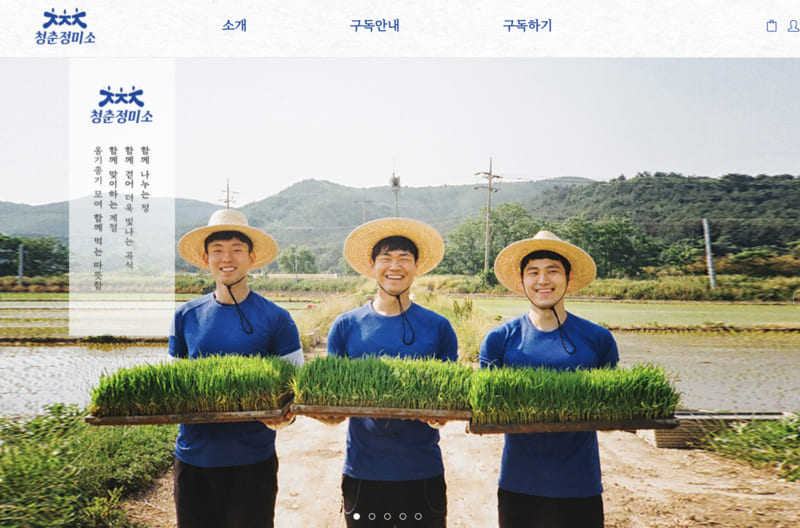 청춘정미소
소개
구독안내
구독하기
청춘정미소
함께 나누는 정
함께 걷어 더욱 빛나는 곡식
함께 맞이하는 계절
옹기종기 모여 함께 먹는 따뜻함